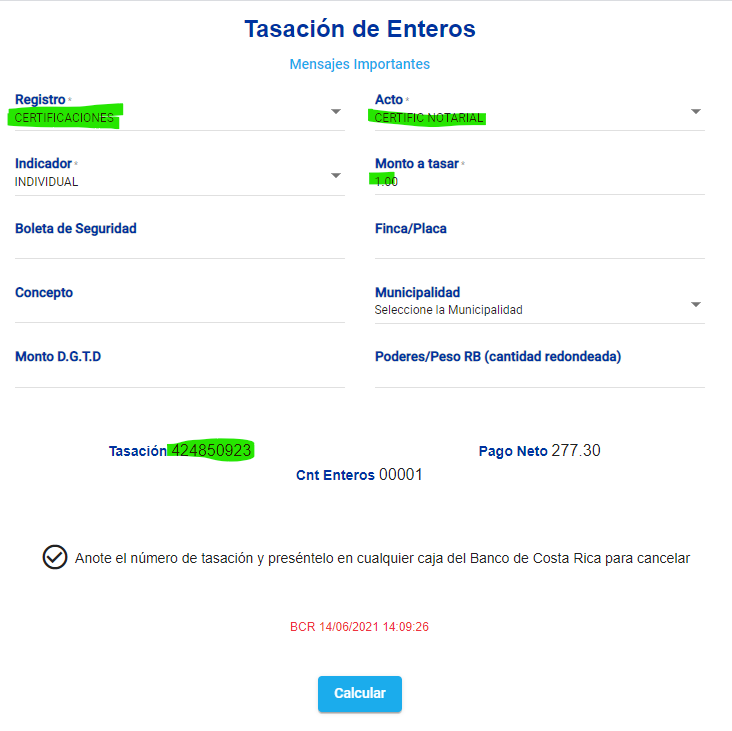 Tasación de Enteros
Mensajes Importantes
Registro *
CERTIFICACIONES
Acto *
CERTIFIC NOTARIAL
Indicador *
INDIVIDUAL
Monto a tasar *
1.00
Boleta de Seguridad
Finca/Placa
Concepto
Municipalidad
Seleccione la Municipalidad
Monto D.G.T.D
Poderes/Peso RB (cantidad redondeada)
Tasación 424850923
Pago Neto 277.30
Cnt Enteros 00001
Anote el número de tasación y preséntelo en cualquier caja del Banco de Costa Rica para cancelar
BCR 14/06/2021 14:09:26
Calcular